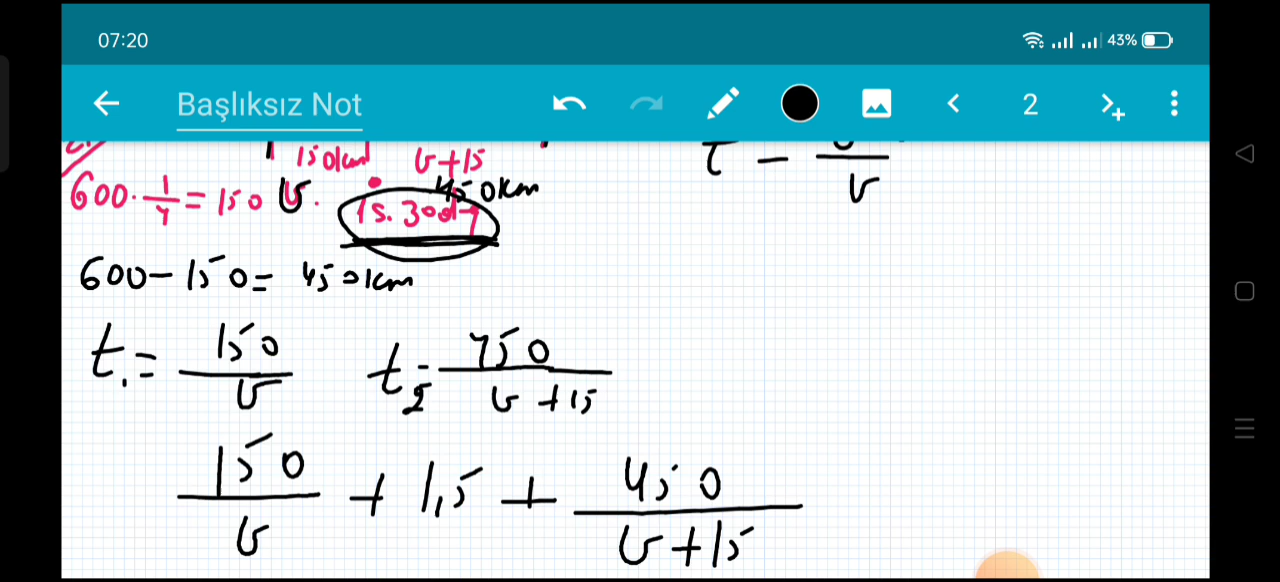 07:20 43%
Başlıksız Not 2
150km v+15
600·1/4=150 v. 450km
1s. 30d
600-150=450km
t₁=150/v t₂=450/v+15
150/v+1,5+450/v+15